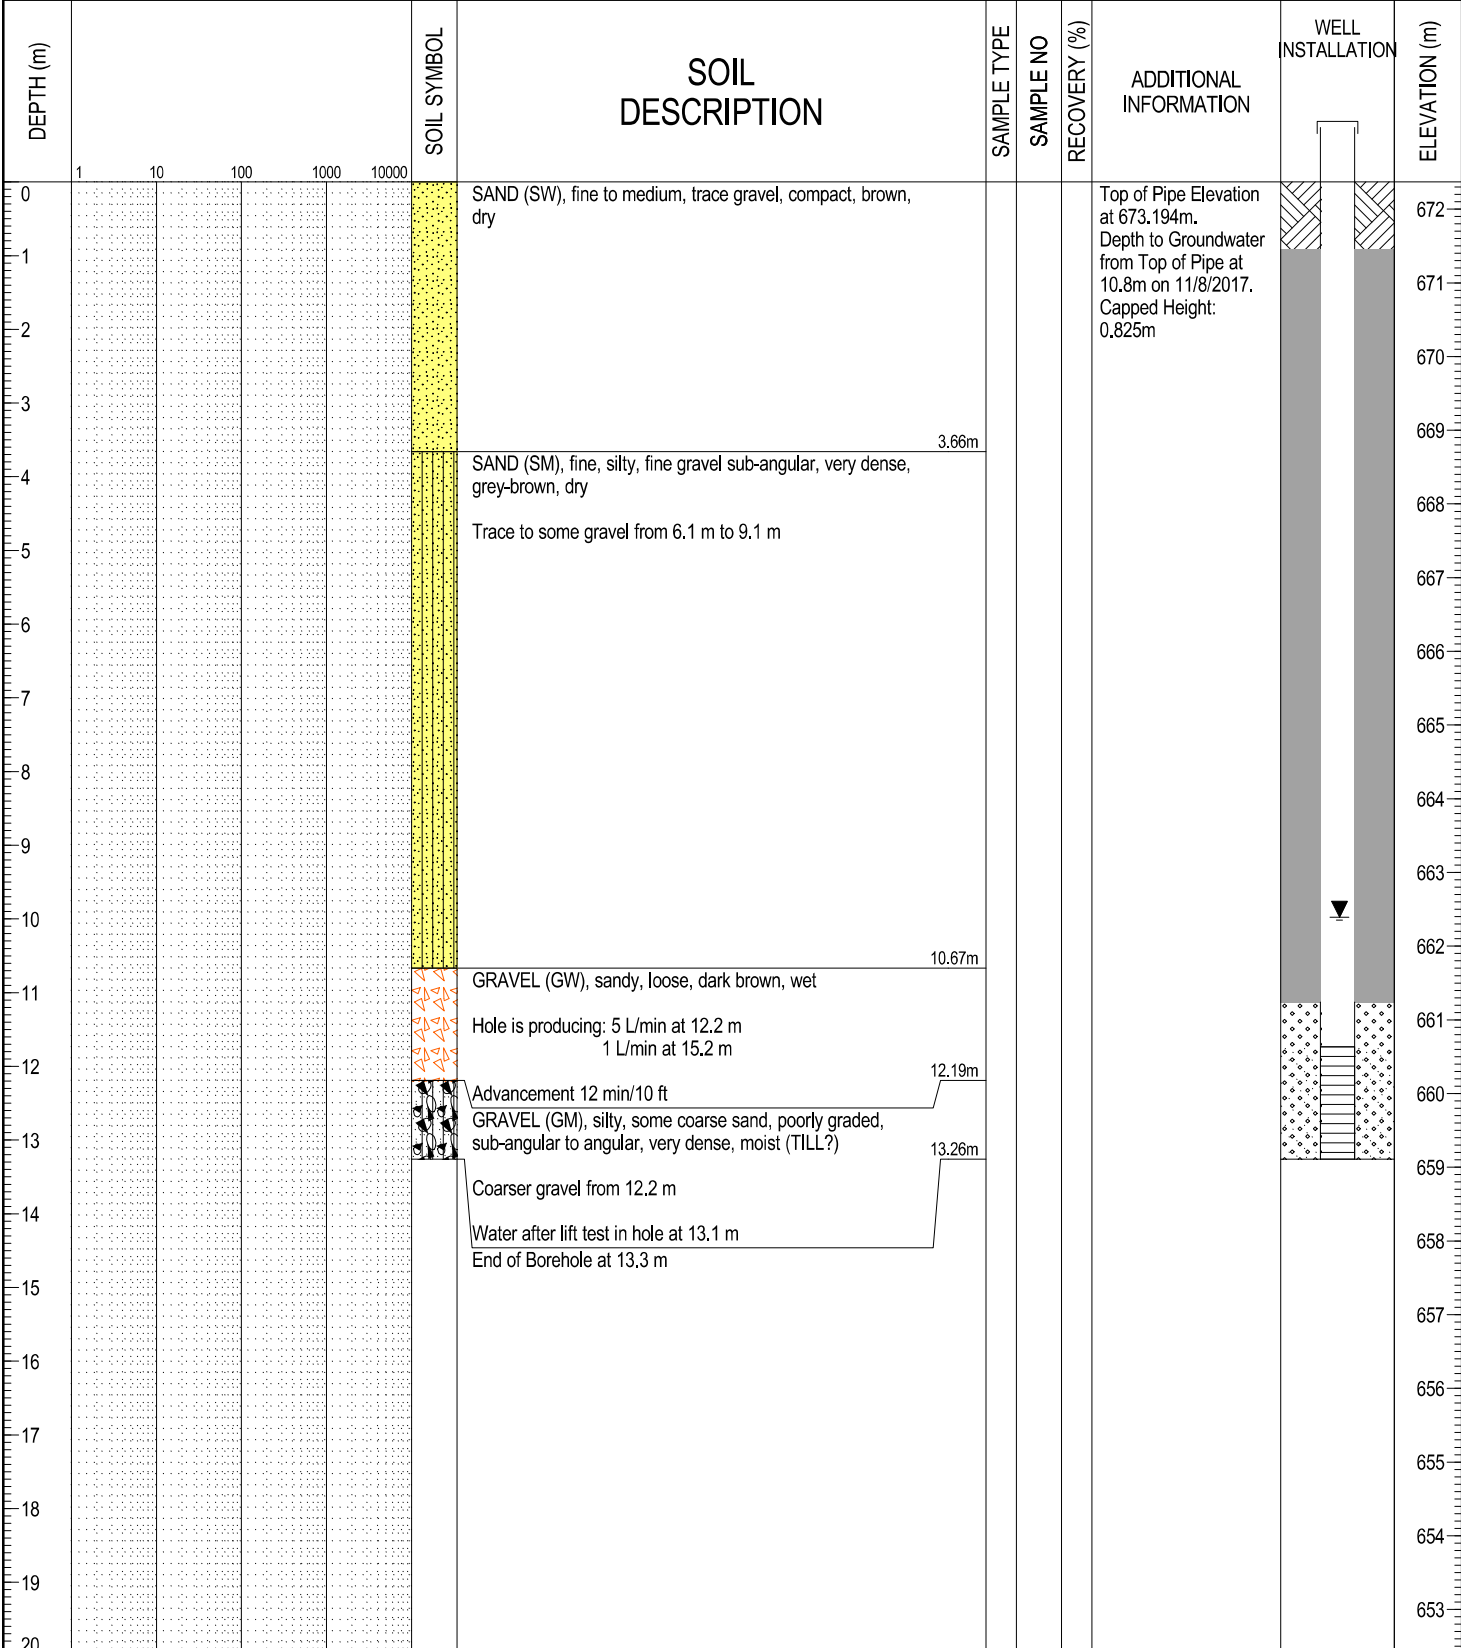 DEPTH (m)
SOIL SYMBOL
SOIL
DESCRIPTION
SAMPLE TYPE
SAMPLE NO
RECOVERY (%)
ADDITIONAL
INFORMATION
WELL
INSTALLATION
ELEVATION (m)
1 10 100 1000 10000
0
1
2
3
4
5
6
7
8
9
10
11
12
13
14
15
16
17
18
19
20
SAND (SW), fine to medium, trace gravel, compact, brown,
dry
3.66m
SAND (SM), fine, silty, fine gravel sub-angular, very dense,
grey-brown, dry
Trace to some gravel from 6.1 m to 9.1 m
10.67m
GRAVEL (GW), sandy, loose, dark brown, wet
Hole is producing: 5 L/min at 12.2 m
1 L/min at 15.2 m
12.19m
Advancement 12 min/10 ft
GRAVEL (GM), silty, some coarse sand, poorly graded,
sub-angular to angular, very dense, moist (TILL?)
13.26m
Coarser gravel from 12.2 m
Water after lift test in hole at 13.1 m
End of Borehole at 13.3 m
Top of Pipe Elevation
at 673.194m.
Depth to Groundwater
from Top of Pipe at
10.8m on 11/8/2017.
Capped Height:
0.825m
672
671
670
669
668
667
666
665
664
663
662
661
660
659
658
657
656
655
654
653